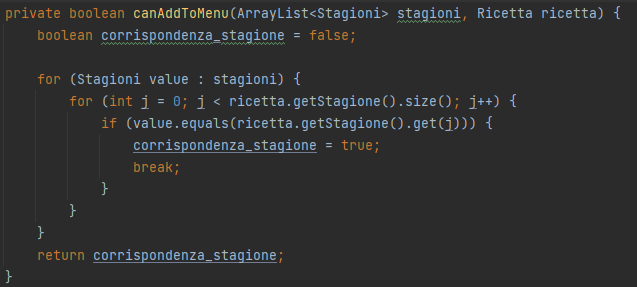 private boolean canAddToMenu(ArrayList<Stagioni> stagioni, Ricetta ricetta) {
    boolean corrispondenza_stagione = false;

    for (Stagioni value : stagioni) {
        for (int j = 0; j < ricetta.getStagione().size(); j++) {
            if (value.equals(ricetta.getStagione().get(j))) {
                corrispondenza_stagione = true;
                break;
            }
        }
    }
    return corrispondenza_stagione;
}